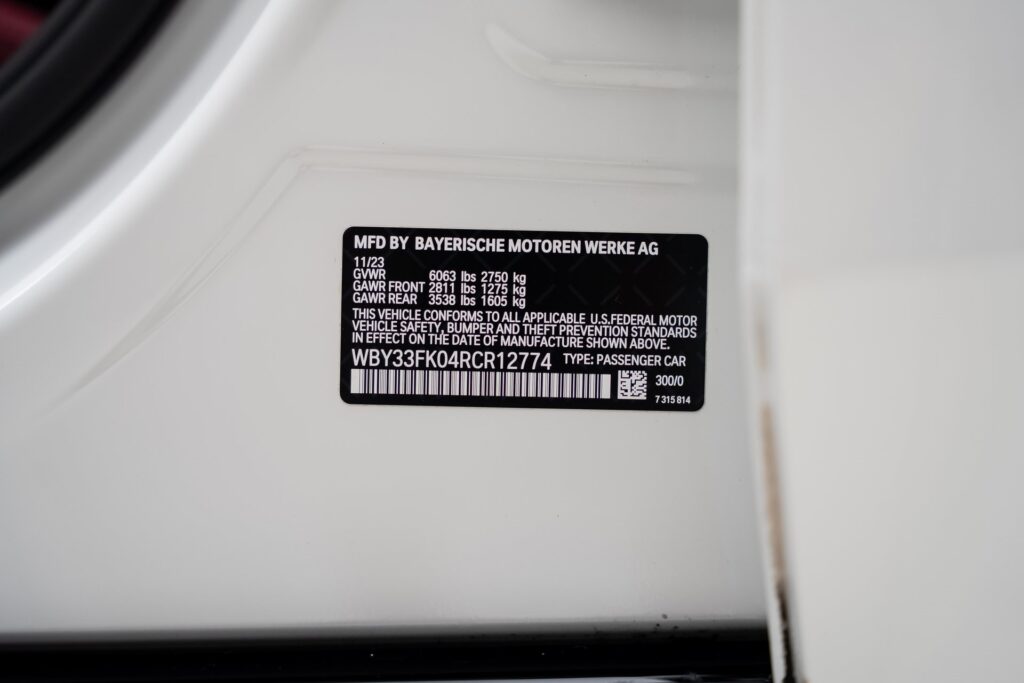 MFD BY BAYERISCHE MOTOREN WERKE AG
11/23
GVWR 6063 lbs 2750 kg
GAWR FRONT 2811 lbs 1275 kg
GAWR REAR 3538 lbs 1605 kg
THIS VEHICLE CONFORMS TO ALL APPLICABLE U.S.FEDERAL MOTOR
VEHICLE SAFETY, BUMPER AND THEFT PREVENTION STANDARDS
IN EFFECT ON THE DATE OF MANUFACTURE SHOWN ABOVE.
WBY33FK04RCR12774 TYPE: PASSENGER CAR
300/0
7 315 814